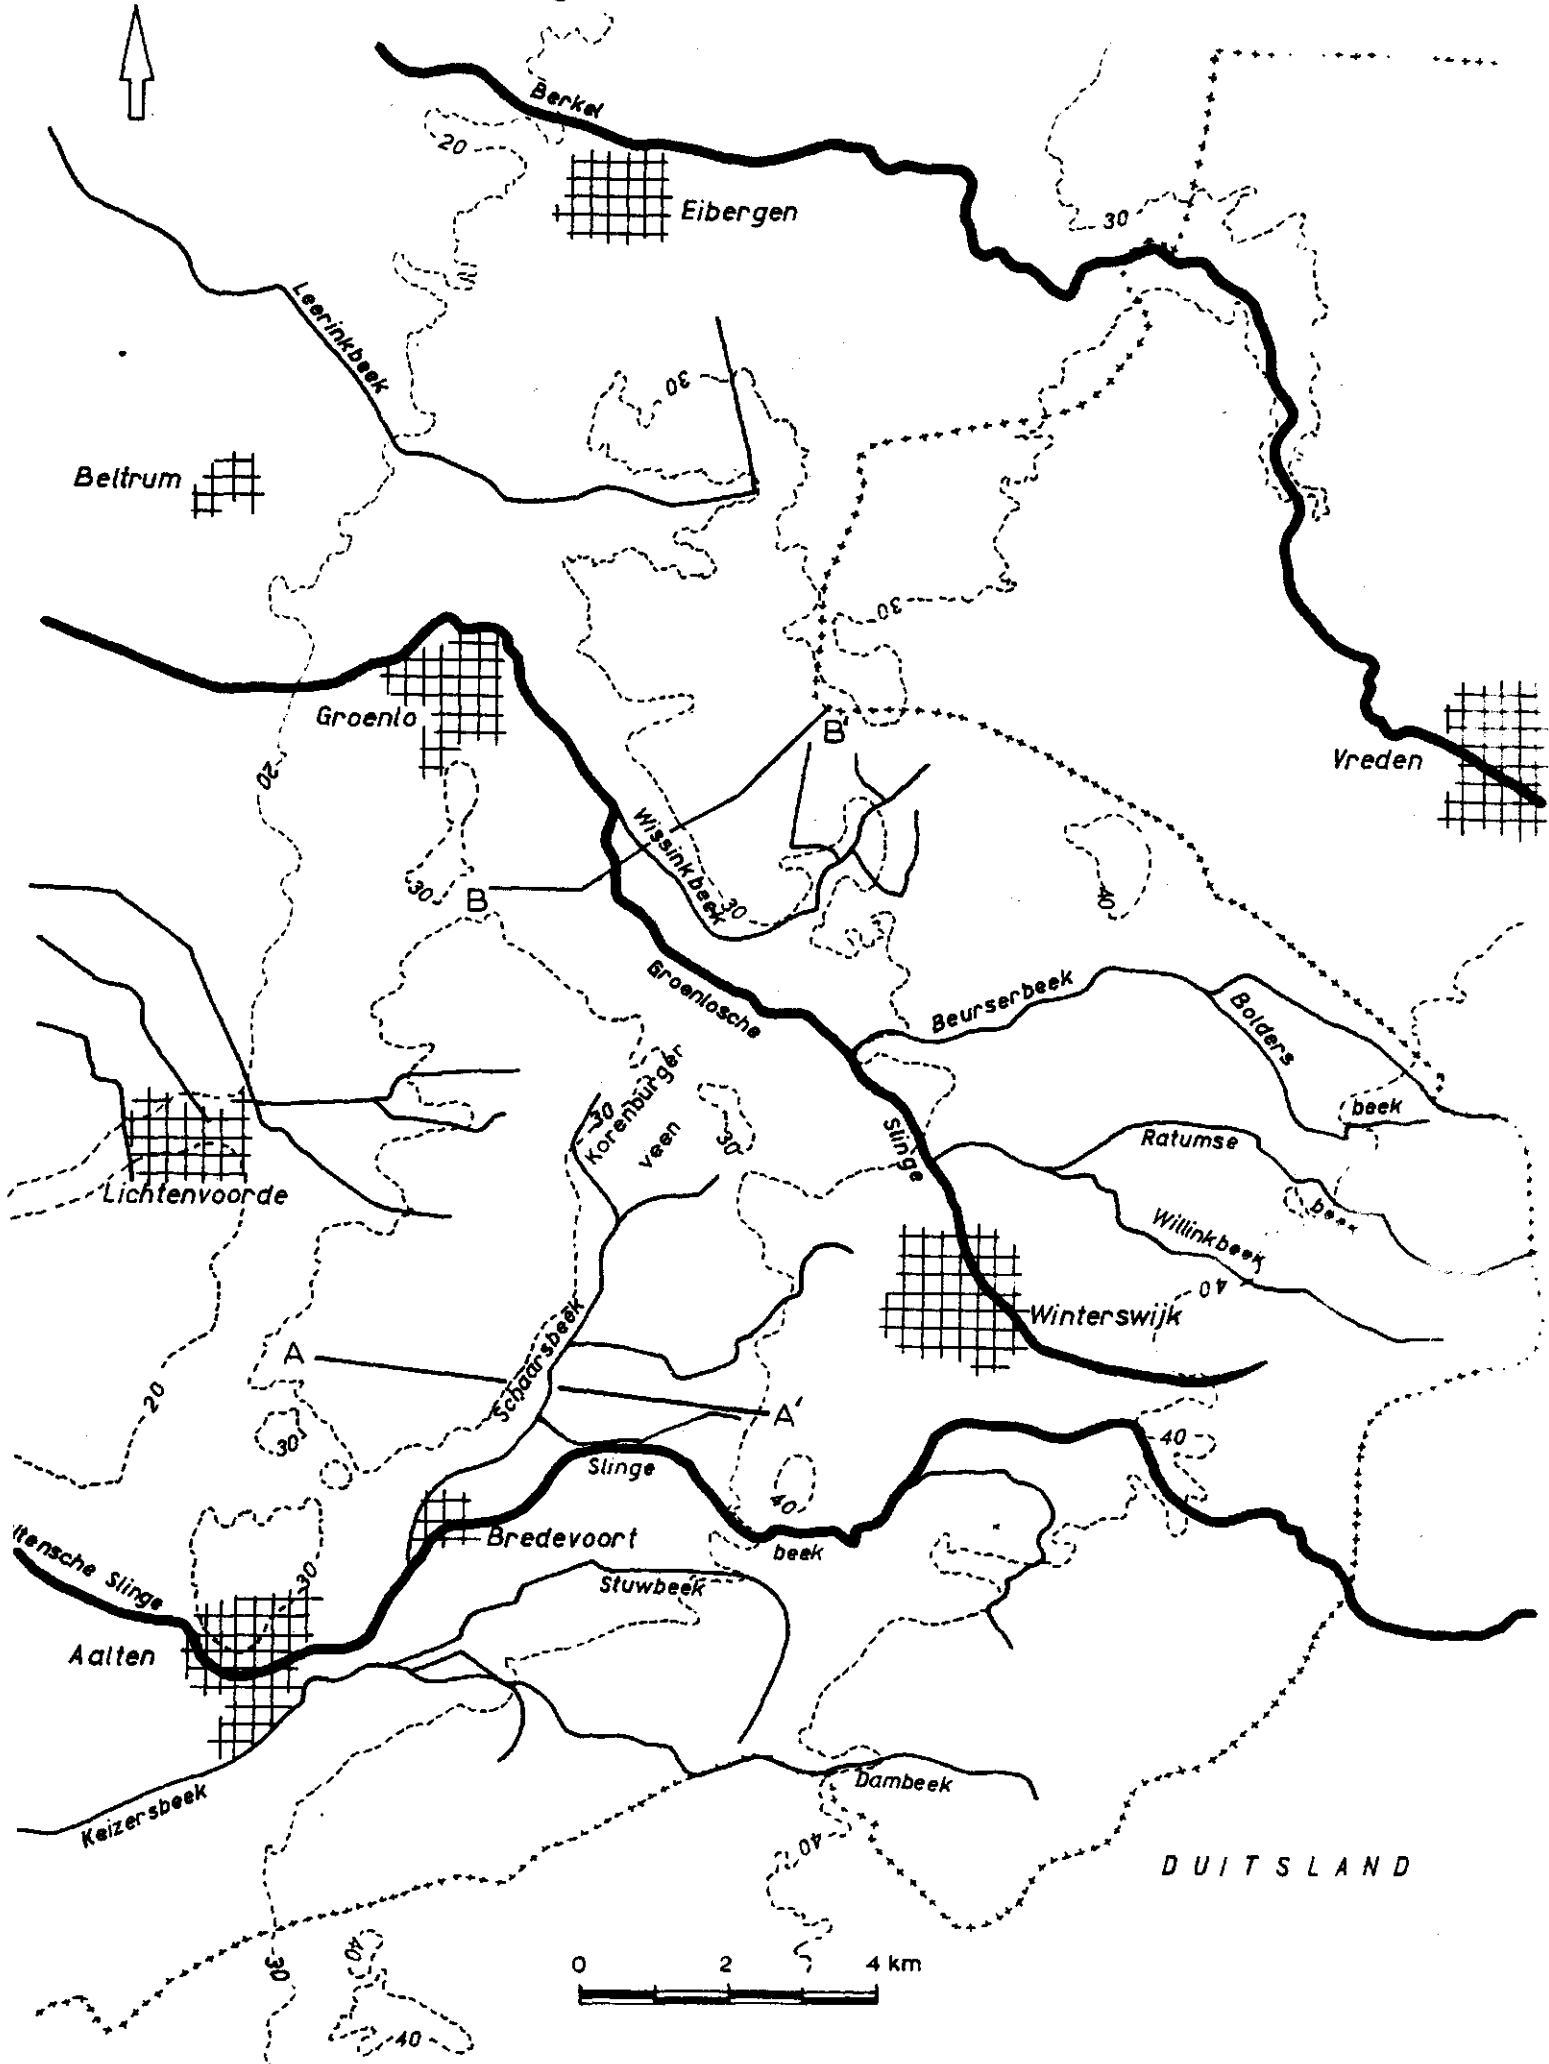 Berkel
20
Eibergen
30
Leerinkbeek
30
Beltrum
30
Groenlo
B'
Vreden
20
Wissinkbeek
30
B
30
40
Groenlosche
Slinge
Beurserbeek
Bolders
beek
Korenburger
veen
30
30
Ratumse
beek
Lichtenvoorde
Willinkbeek
40
Winterswijk
Schaarsbeek
A
A'
20
30
40
Slinge
beek
40
Bredevoort
itensche Slinge
30
Stuwbeek
Aalten
Dambeek
Keizersbeek
40
DUITSLAND
40
30
0 2 4 km
40